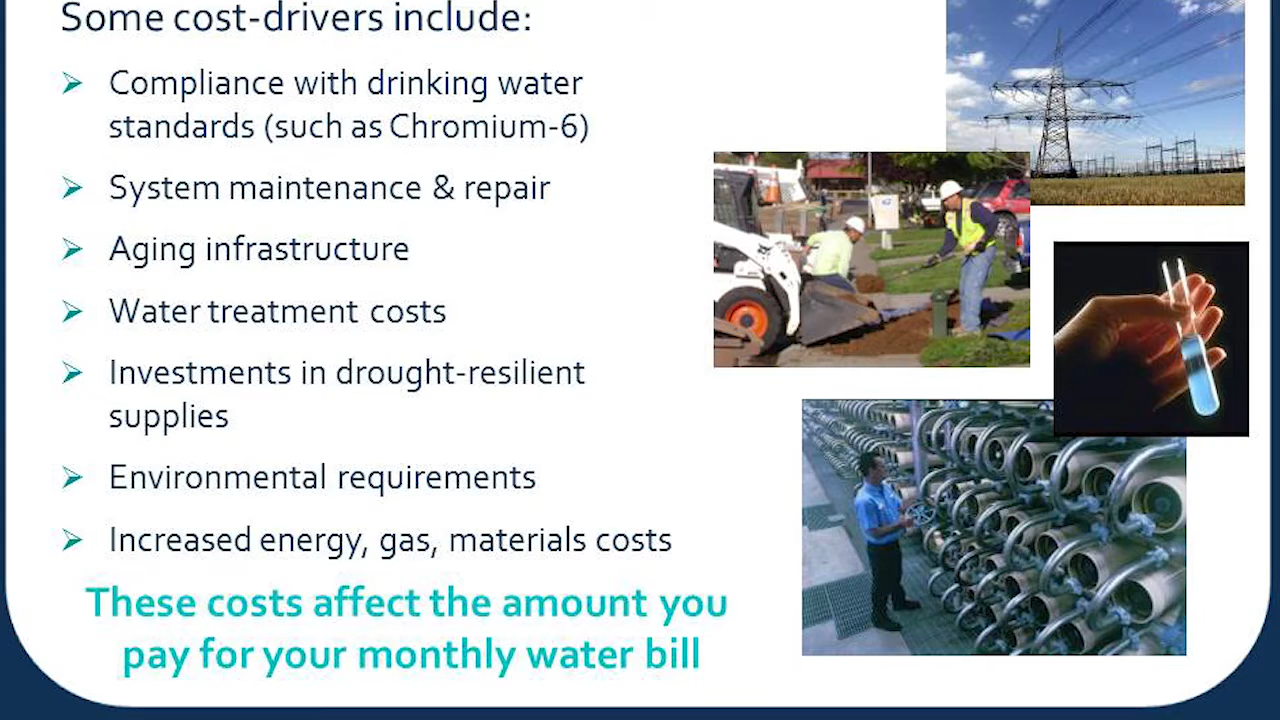 Some cost-drivers include:
Compliance with drinking water
standards (such as Chromium-6)
System maintenance & repair
Aging infrastructure
Water treatment costs
Investments in drought-resilient
supplies
Environmental requirements
Increased energy, gas, materials costs
These costs affect the amount you
pay for your monthly water bill